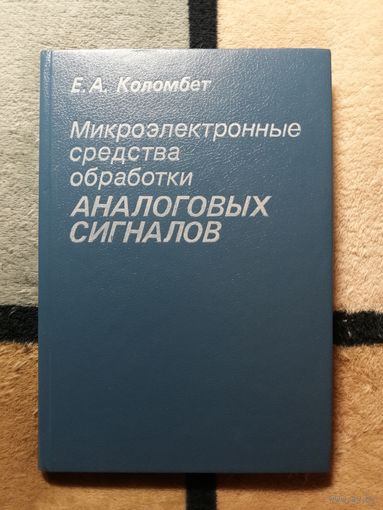 Е. А. Коломбет
Микроэлектронные
средства
обработки
АНАЛОГОВЫХ
СИГНАЛОВ